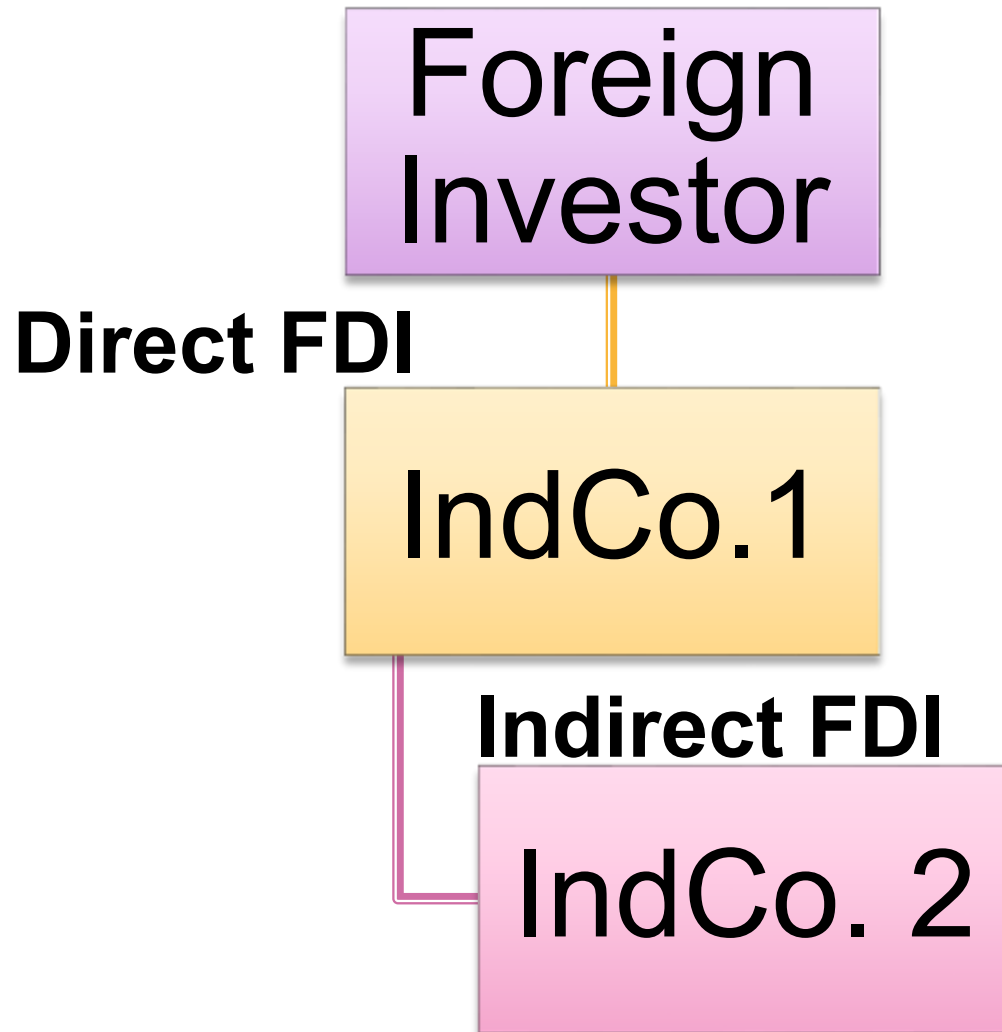 Foreign
Investor
Direct FDI
IndCo.1
Indirect FDI
IndCo. 2